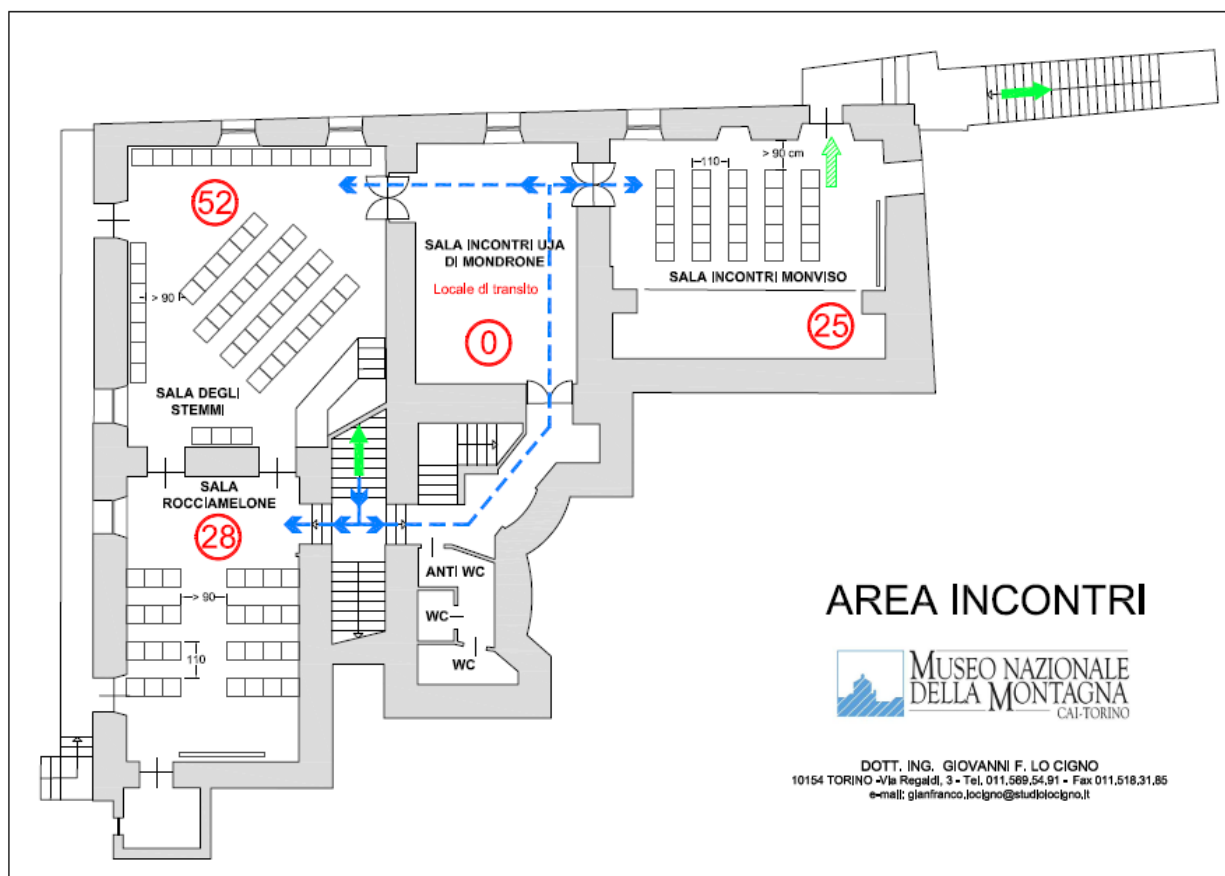 52
110
> 90 cm
SALA INCONTRI UJA
DI MONDRONE
Locale di transito
0
SALA INCONTRI MONVISO
25
> 90
SALA DEGLI
STEMMI
SALA
ROCCIAMELONE
28
> 90
110
ANTI WC
WC
WC
AREA INCONTRI
MUSEO NAZIONALE
DELLA MONTAGNA
CAI-TORINO
DOTT. ING. GIOVANNI F. LO CIGNO
10154 TORINO -Via Regaldi, 3 - Tel. 011.569.54.91 - Fax 011.518.31.85
e-mail: gianfranco.locigno@studiolocigno.it